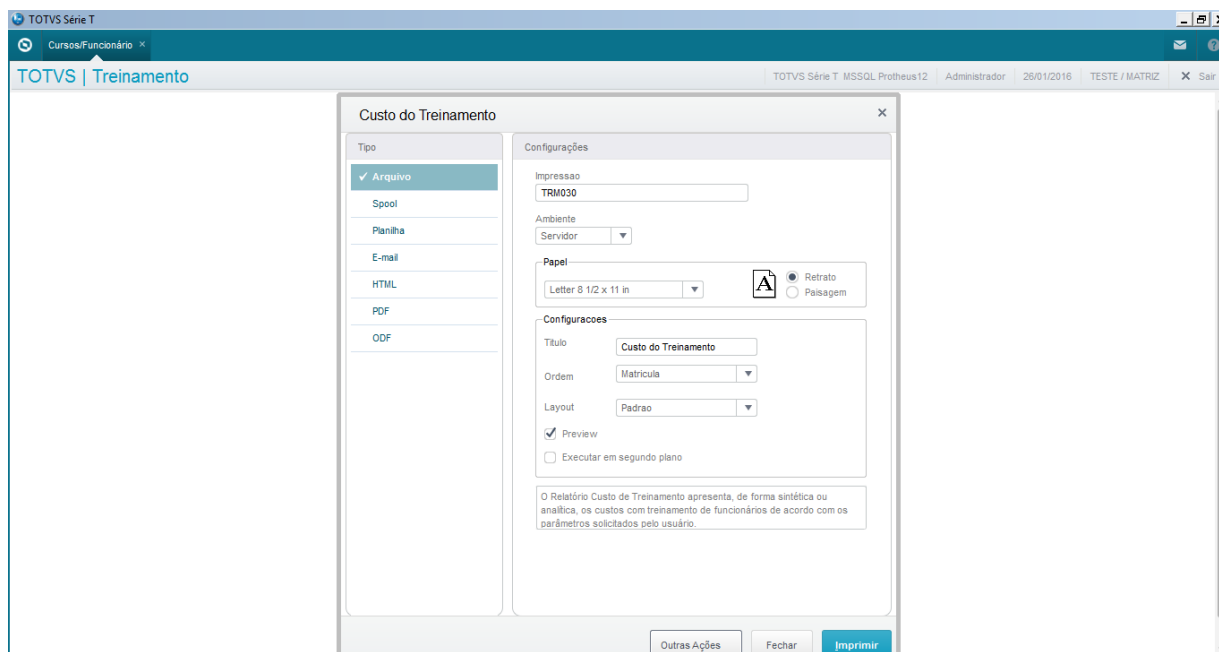 TOTVS Série T
Cursos/Funcionário ×
TOTVS | Treinamento
TOTVS Série T MSSQL Protheus12 Administrador 26/01/2016 TESTE / MATRIZ X Sair
Custo do Treinamento ×
Tipo
✓ Arquivo
Spool
Planilha
E-mail
HTML
PDF
ODF
Configurações
Impressao
TRM030
Ambiente
Servidor
Papel
Letter 8 1/2 x 11 in
A
Retrato
Paisagem
Configuracoes
Titulo
Custo do Treinamento
Ordem
Matricula
Layout
Padrao
Preview
Executar em segundo plano
O Relatório Custo de Treinamento apresenta, de forma sintética ou
analítica, os custos com treinamento de funcionários de acordo com os
parâmetros solicitados pelo usuário.
Outras Ações Fechar Imprimir